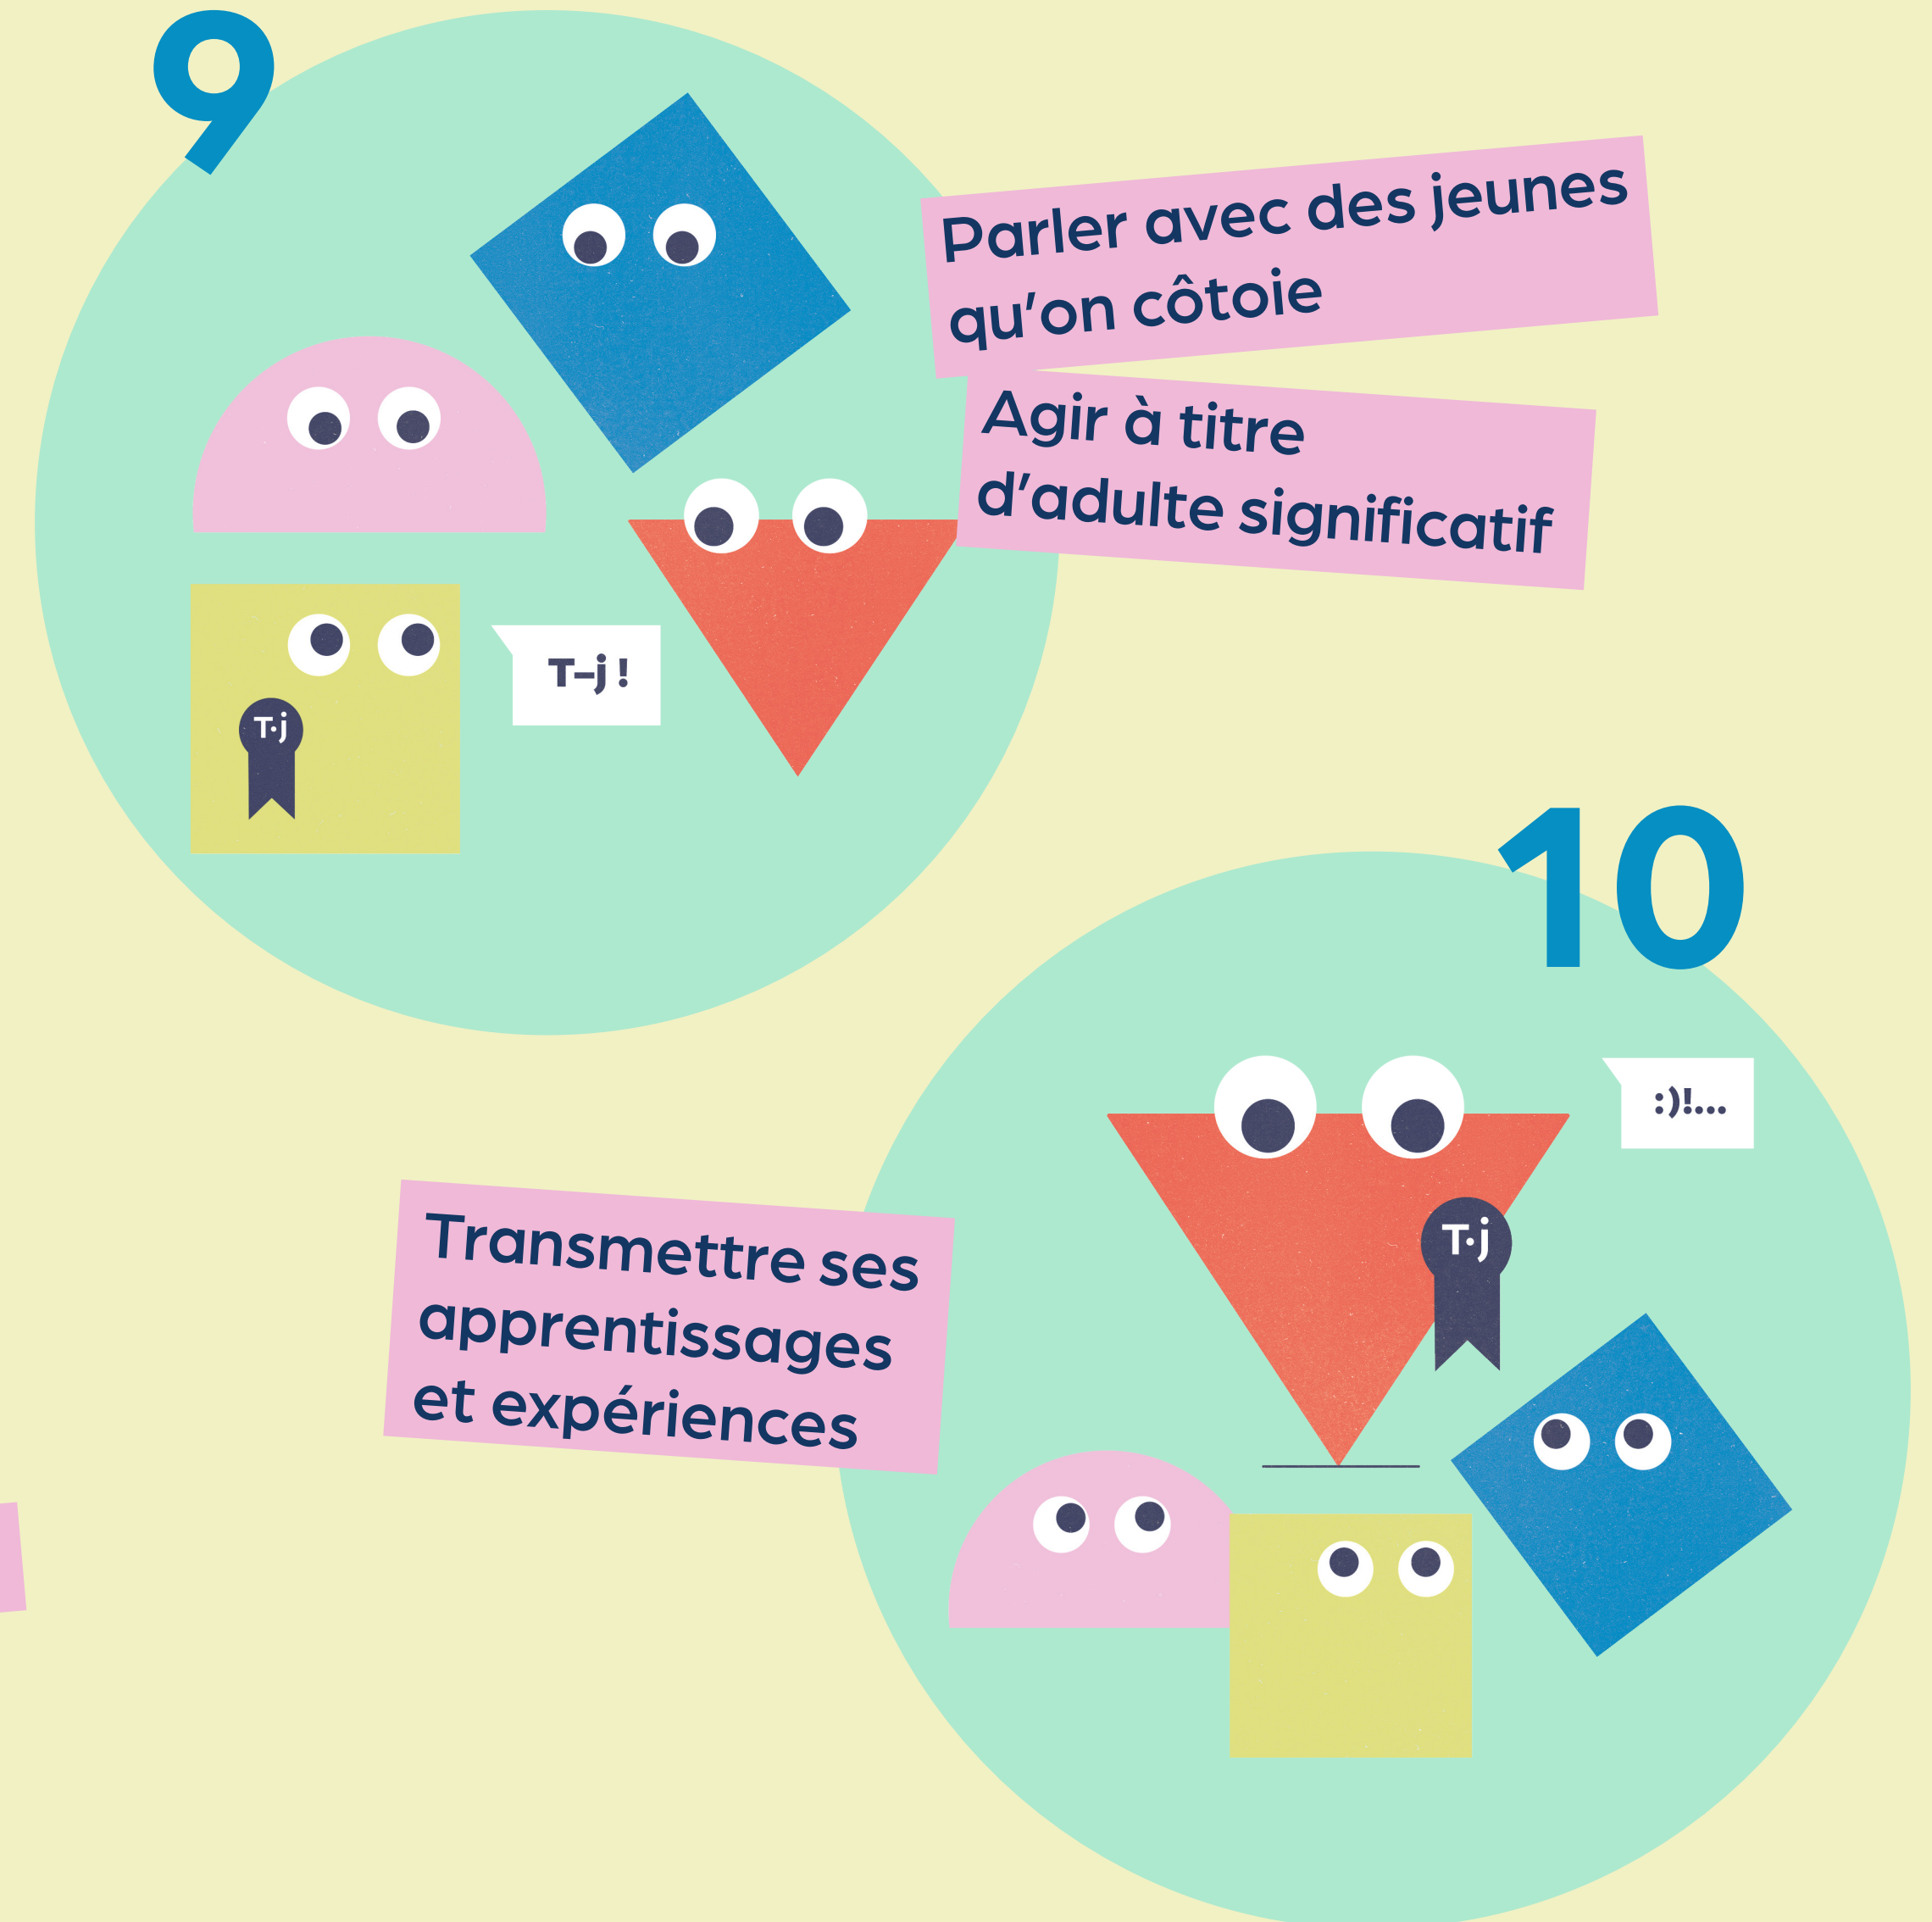 9
Parler avec des jeunes
qu’on côtoie
Agir à titre
d’adulte significatif
T–j !
T·j
10
:)!...
T·j
Transmettre ses
apprentissages
et expériences